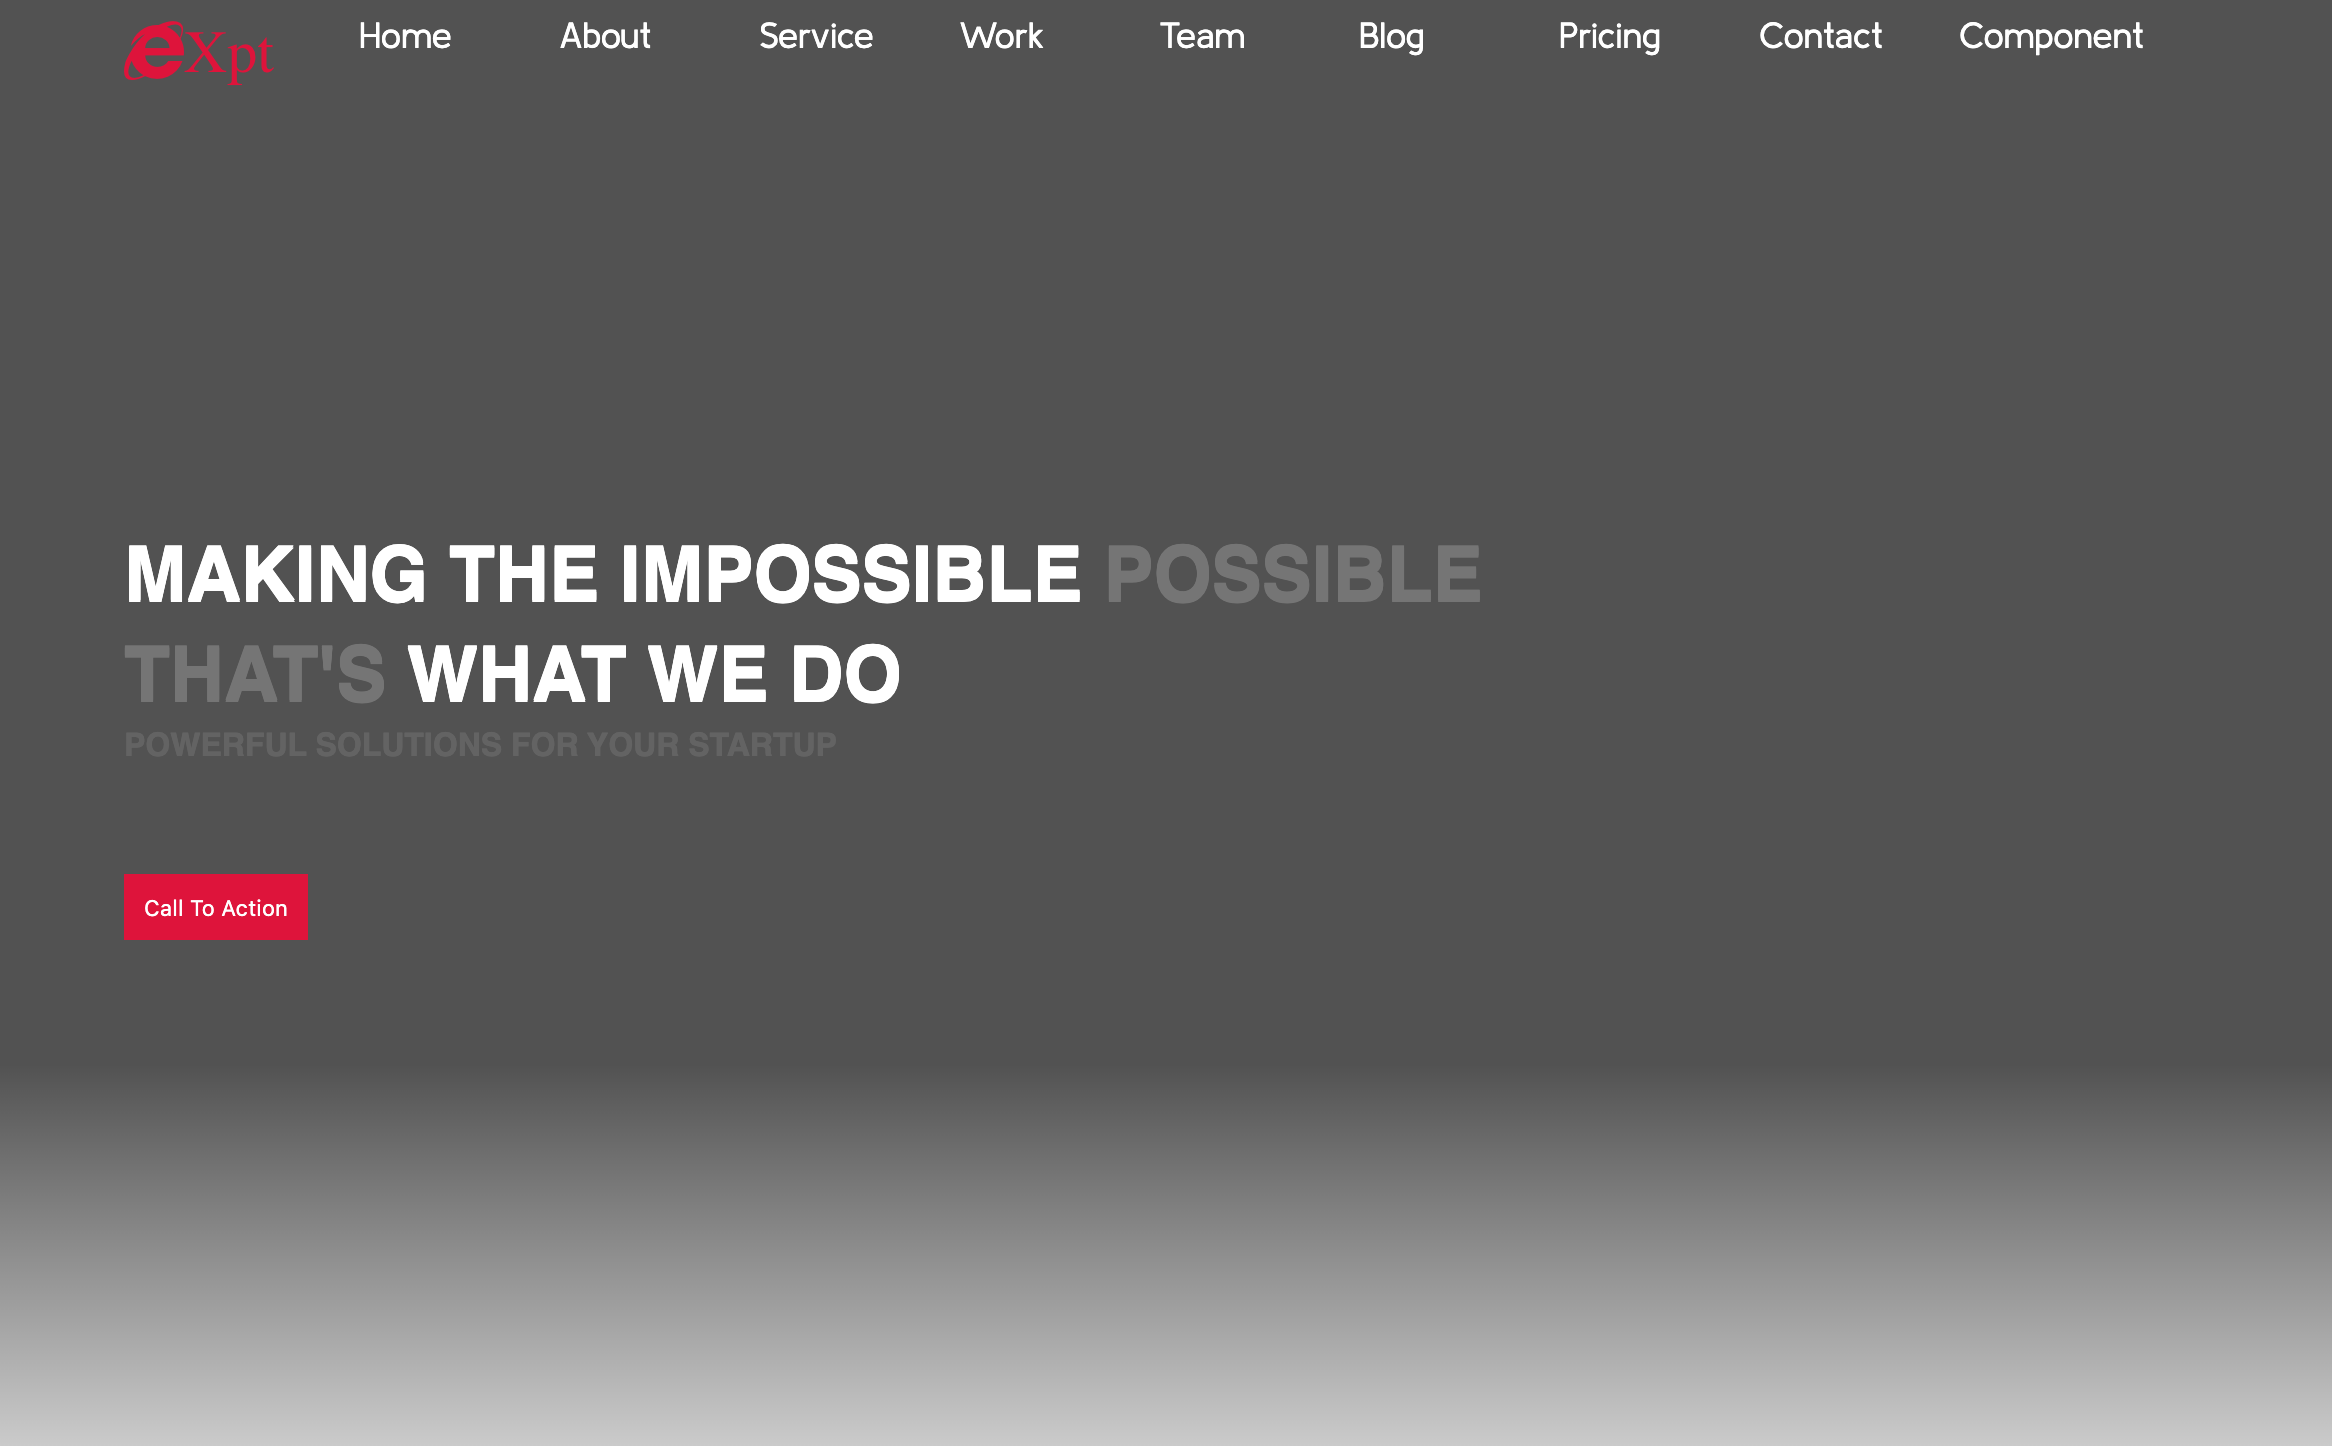 eXpt Home About Service Work Team Blog Pricing Contact Component
MAKING THE IMPOSSIBLE POSSIBLE
THAT'S WHAT WE DO
POWERFUL SOLUTIONS FOR YOUR STARTUP
Call To Action